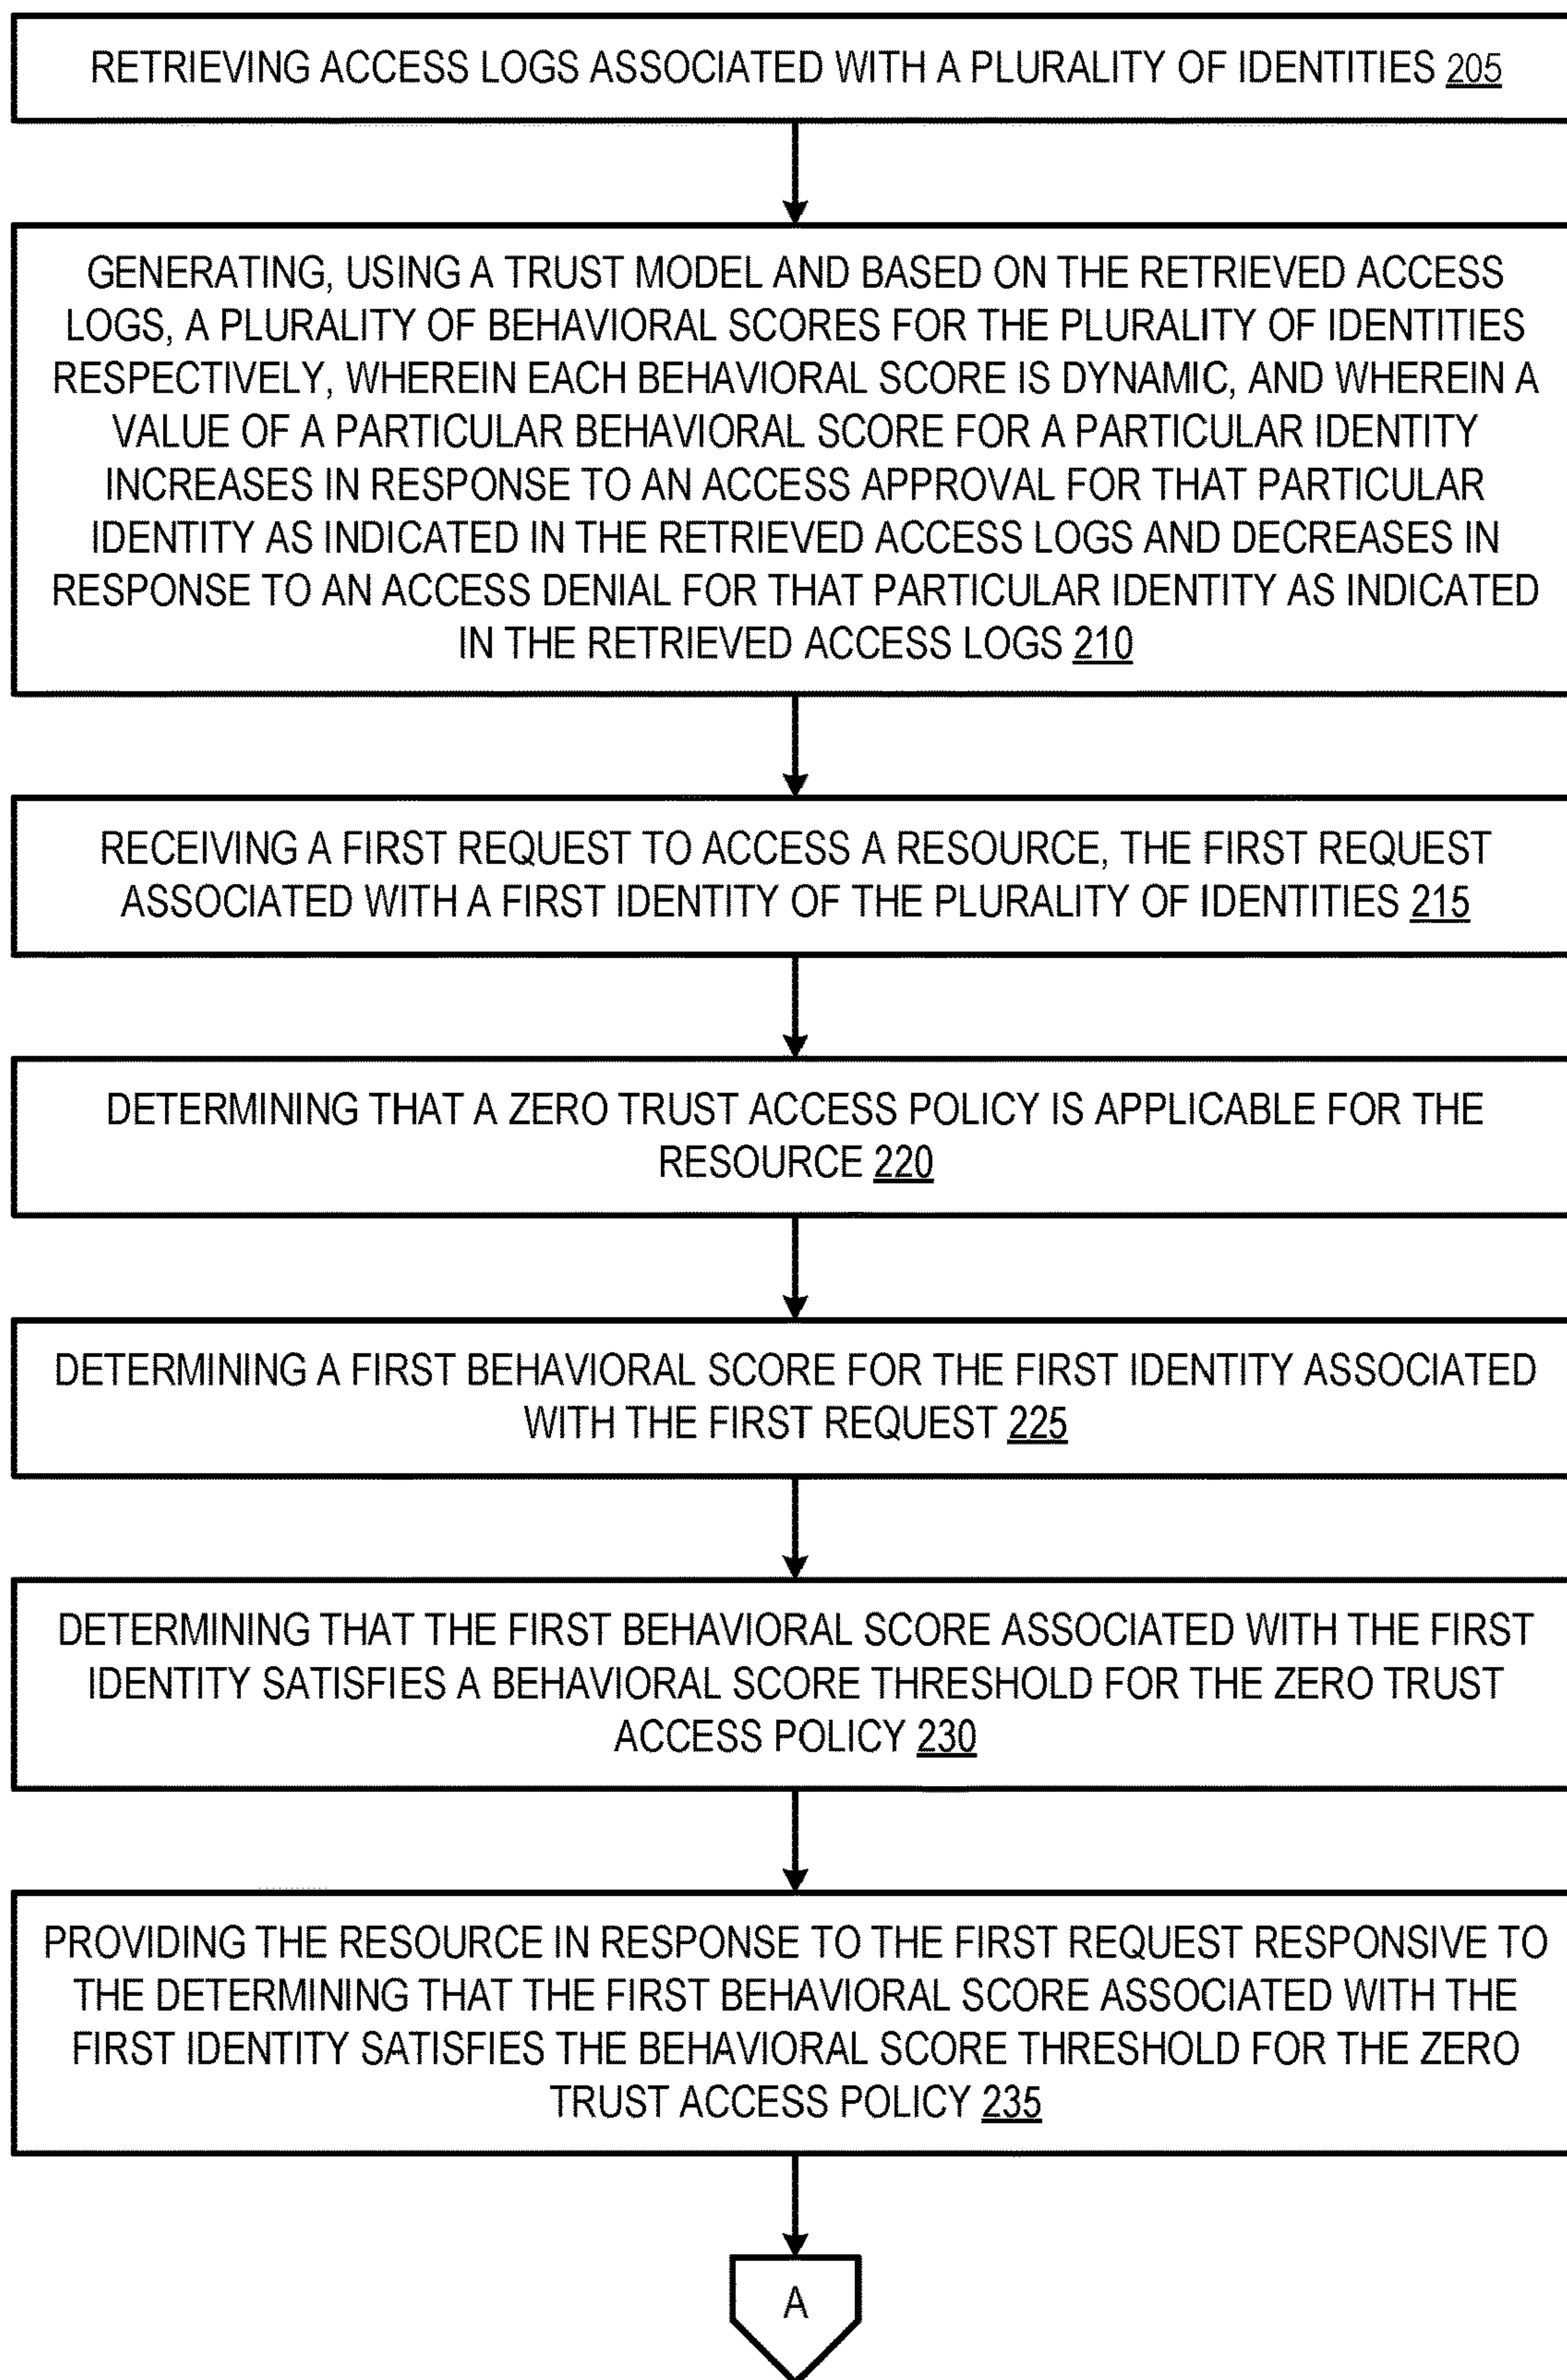 RETRIEVING ACCESS LOGS ASSOCIATED WITH A PLURALITY OF IDENTITIES 205
GENERATING, USING A TRUST MODEL AND BASED ON THE RETRIEVED ACCESS
LOGS, A PLURALITY OF BEHAVIORAL SCORES FOR THE PLURALITY OF IDENTITIES
RESPECTIVELY, WHEREIN EACH BEHAVIORAL SCORE IS DYNAMIC, AND WHEREIN A
VALUE OF A PARTICULAR BEHAVIORAL SCORE FOR A PARTICULAR IDENTITY
INCREASES IN RESPONSE TO AN ACCESS APPROVAL FOR THAT PARTICULAR
IDENTITY AS INDICATED IN THE RETRIEVED ACCESS LOGS AND DECREASES IN
RESPONSE TO AN ACCESS DENIAL FOR THAT PARTICULAR IDENTITY AS INDICATED
IN THE RETRIEVED ACCESS LOGS 210
RECEIVING A FIRST REQUEST TO ACCESS A RESOURCE, THE FIRST REQUEST
ASSOCIATED WITH A FIRST IDENTITY OF THE PLURALITY OF IDENTITIES 215
DETERMINING THAT A ZERO TRUST ACCESS POLICY IS APPLICABLE FOR THE
RESOURCE 220
DETERMINING A FIRST BEHAVIORAL SCORE FOR THE FIRST IDENTITY ASSOCIATED
WITH THE FIRST REQUEST 225
DETERMINING THAT THE FIRST BEHAVIORAL SCORE ASSOCIATED WITH THE FIRST
IDENTITY SATISFIES A BEHAVIORAL SCORE THRESHOLD FOR THE ZERO TRUST
ACCESS POLICY 230
PROVIDING THE RESOURCE IN RESPONSE TO THE FIRST REQUEST RESPONSIVE TO
THE DETERMINING THAT THE FIRST BEHAVIORAL SCORE ASSOCIATED WITH THE
FIRST IDENTITY SATISFIES THE BEHAVIORAL SCORE THRESHOLD FOR THE ZERO
TRUST ACCESS POLICY 235
A